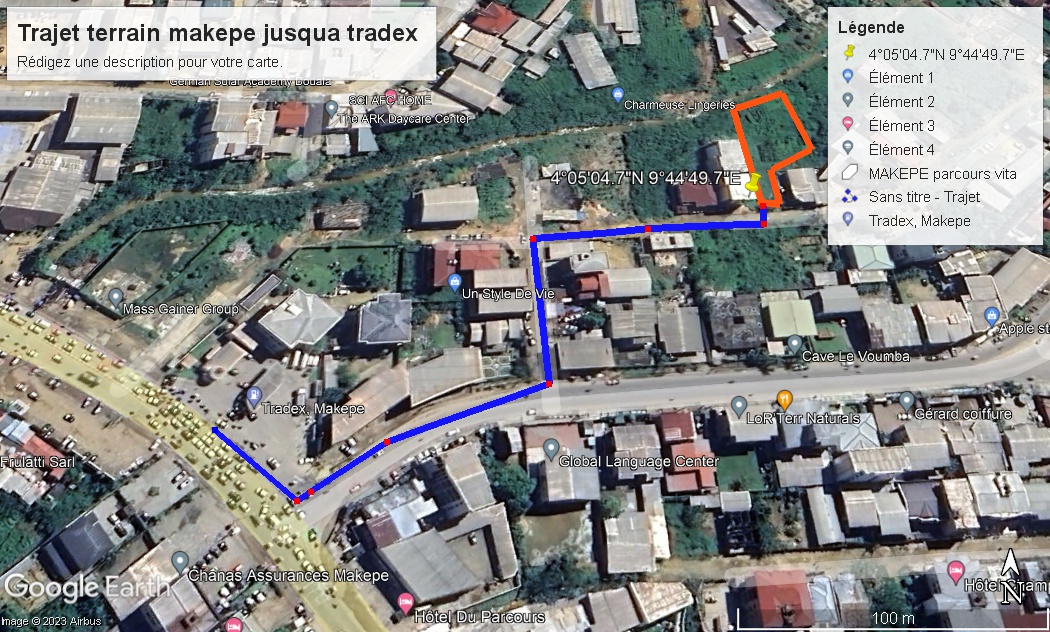 Trajet terrain makepe jusqua tradex
Rédigez une description pour votre carte.
Légende
4°05'04.7"N 9°44'49.7"E
Élément 1
Élément 2
Élément 3
Élément 4
MAKEPE parcours vita
Sans titre - Trajet
Tradex, Makepe
German Solar Academy Douala
SCI AFC HOME
The ARK Daycare Center
Charmeuse Lingeries
4°05'04.7"N 9°44'49.7"E
Un Style De Vie
Mass Gainer Group
Apple st
Cave Le Voumba
Tradex, Makepe
LoR'Terr Naturals
Gérard coiffure
Frulatti Sarl
Global Language Center
Chanas Assurances Makepe
Google Earth
Hôtel Du Parcours
N
100 m
Image © 2023 Airbus